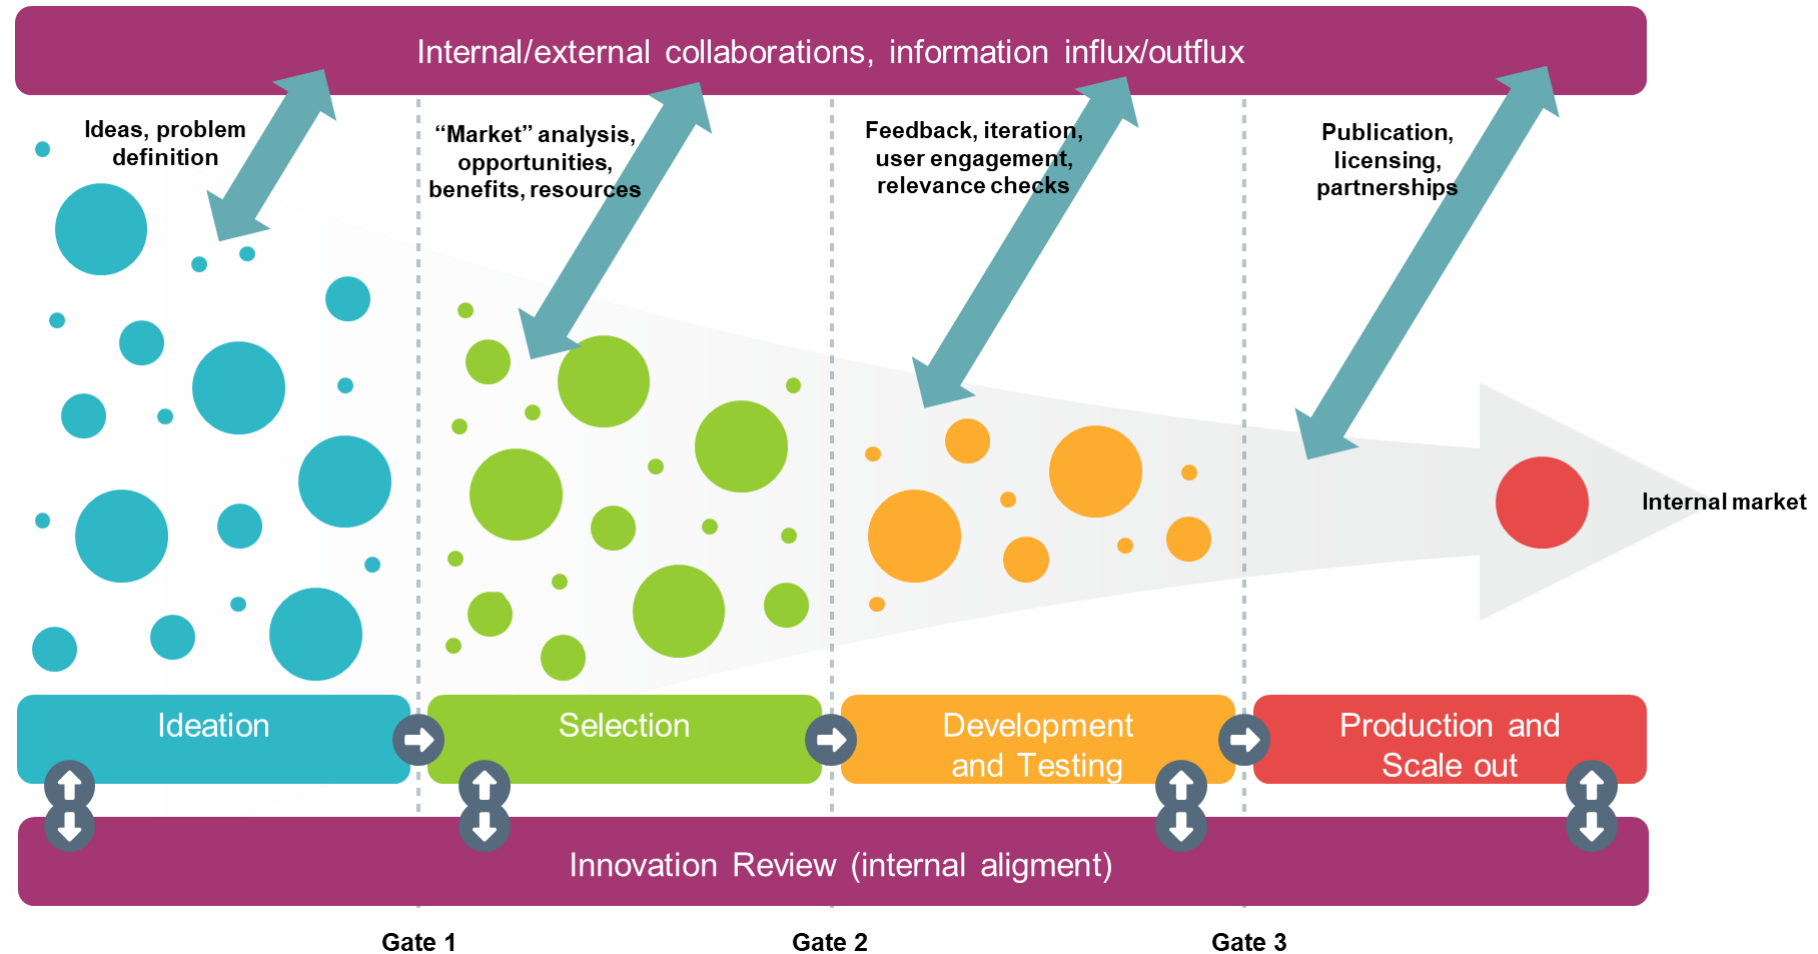 Internal/external collaborations, information influx/outflux
Ideas, problem
definition
“Market” analysis,
opportunities,
benefits, resources
Feedback, iteration,
user engagement,
relevance checks
Publication,
licensing,
partnerships
Internal market
Ideation
Selection
Development
and Testing
Production and
Scale out
Innovation Review (internal aligment)
Gate 1
Gate 2
Gate 3